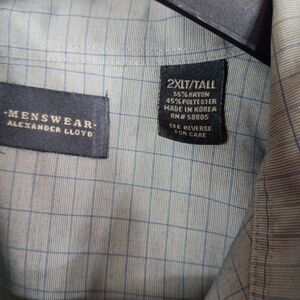 -MENSWEAR-
ALEXANDER LLOYD
2XLT/TALL
55% RAYON
45% POLYESTER
MADE IN KOREA
RN# 58805
SEE REVERSE
FOR CARE